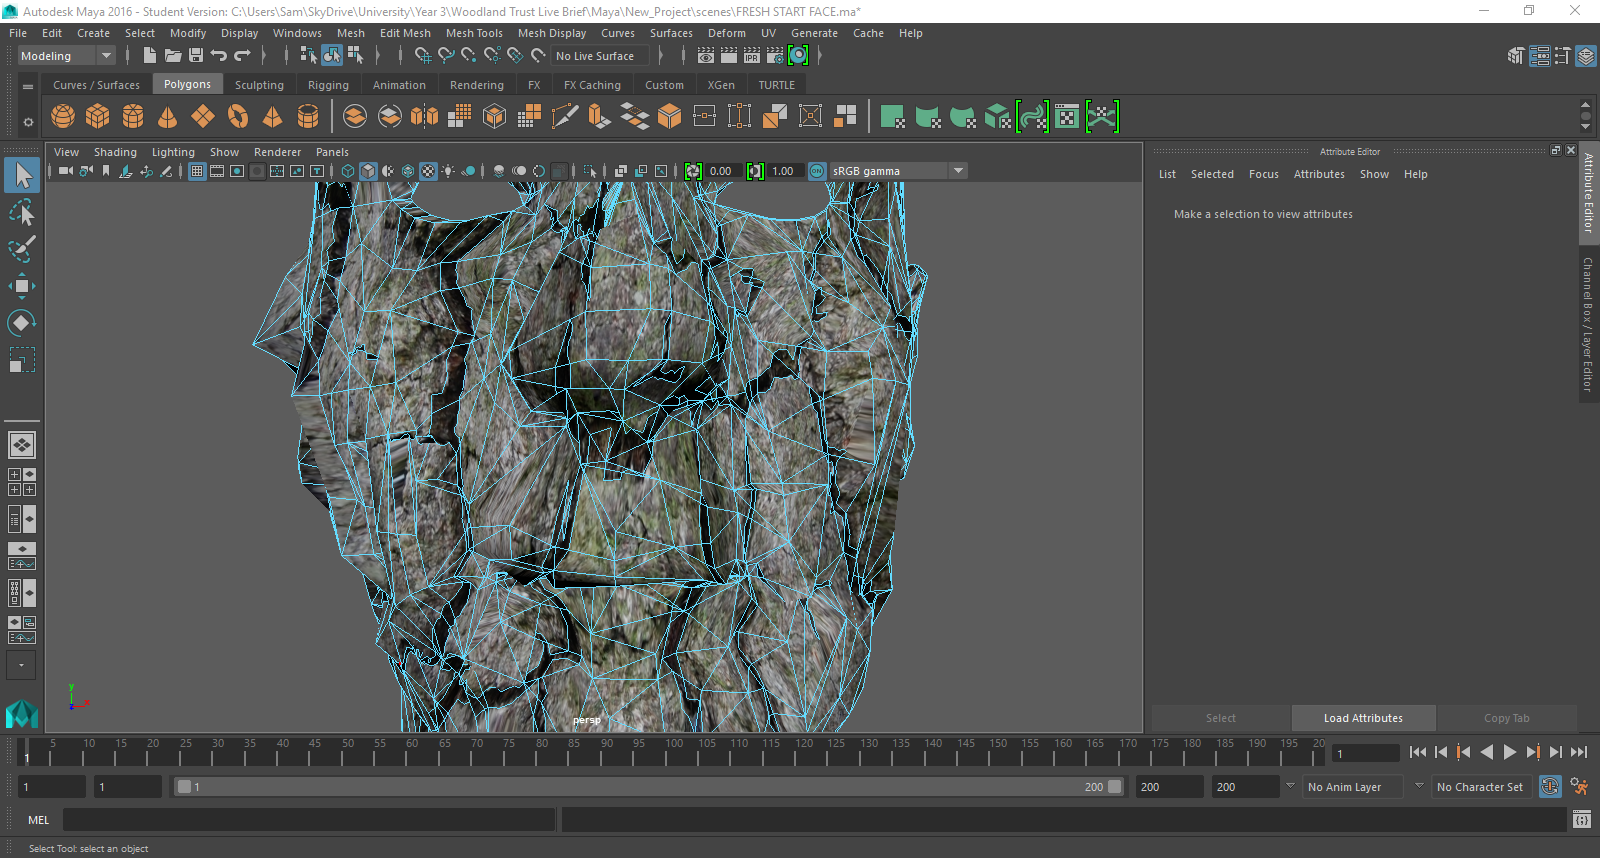 Autodesk Maya 2016 - Student Version: C:\Users\Sam\SkyDrive\University\Year 3\Woodland Trust Live Brief\Maya\New_Project\scenes\FRESH START FACE.ma*
File Edit Create Select Modify Display Windows Mesh Edit Mesh Mesh Tools Mesh Display Curves Surfaces Deform UV Generate Cache Help
Modeling No Live Surface IPR
Curves / Surfaces Polygons Sculpting Rigging Animation Rendering FX FX Caching Custom XGen TURTLE
View Shading Lighting Show Renderer Panels
0.00 1.00 ON sRGB gamma
Attribute Editor
List Selected Focus Attributes Show Help
Make a selection to view attributes
Attribute Editor
Channel Box / Layer Editor
y
x
z
persp
Select Load Attributes Copy Tab
1 5 10 15 20 25 30 35 40 45 50 55 60 65 70 75 80 85 90 95 100 105 110 115 120 125 130 135 140 145 150 155 160 165 170 175 180 185 190 195 20
1
1 1 1 200 200 200 No Anim Layer No Character Set
MEL
Select Tool: select an object